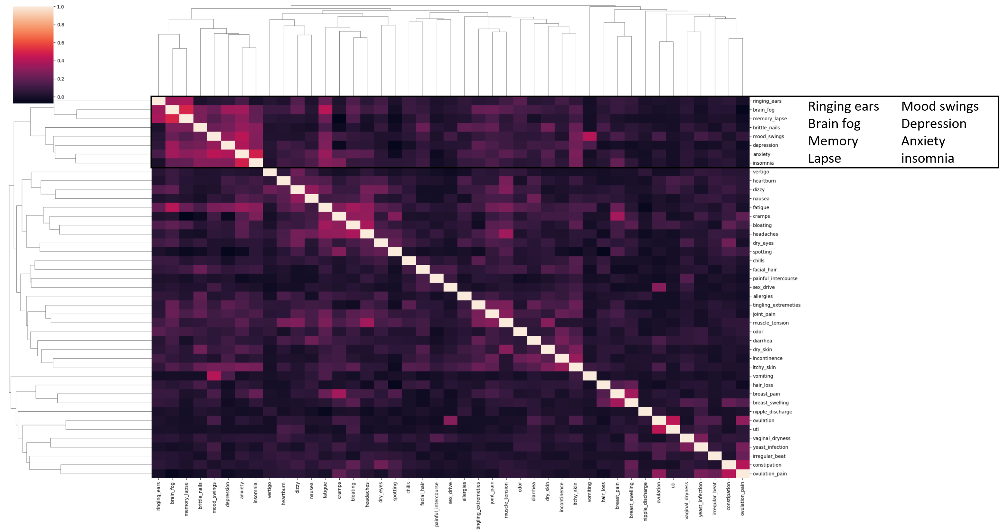 1.0
0.8
0.6
0.4
0.2
0.0
ringing_ears
brain_fog
memory_lapse
brittle_nails
mood_swings
depression
anxiety
insomnia
vertigo
heartburn
dizzy
nausea
fatigue
cramps
bloating
headaches
dry_eyes
spotting
chills
facial_hair
painful_intercourse
sex_drive
allergies
tingling_extremeties
joint_pain
muscle_tension
odor
diarrhea
dry_skin
incontinence
itchy_skin
vomiting
hair_loss
breast_pain
breast_swelling
nipple_discharge
ovulation
uti
vaginal_dryness
yeast_infection
irregular_beat
constipation
ovulation_pain
Ringing ears
Brain fog
Memory
Lapse
Mood swings
Depression
Anxiety
insomnia
ringing_ears
brain_fog
memory_lapse
brittle_nails
mood_swings
depression
anxiety
insomnia
vertigo
heartburn
dizzy
nausea
fatigue
cramps
bloating
headaches
dry_eyes
spotting
chills
facial_hair
painful_intercourse
sex_drive
allergies
tingling_extremeties
joint_pain
muscle_tension
odor
diarrhea
dry_skin
incontinence
itchy_skin
vomiting
hair_loss
breast_pain
breast_swelling
nipple_discharge
ovulation
uti
vaginal_dryness
yeast_infection
irregular_beat
constipation
ovulation_pain